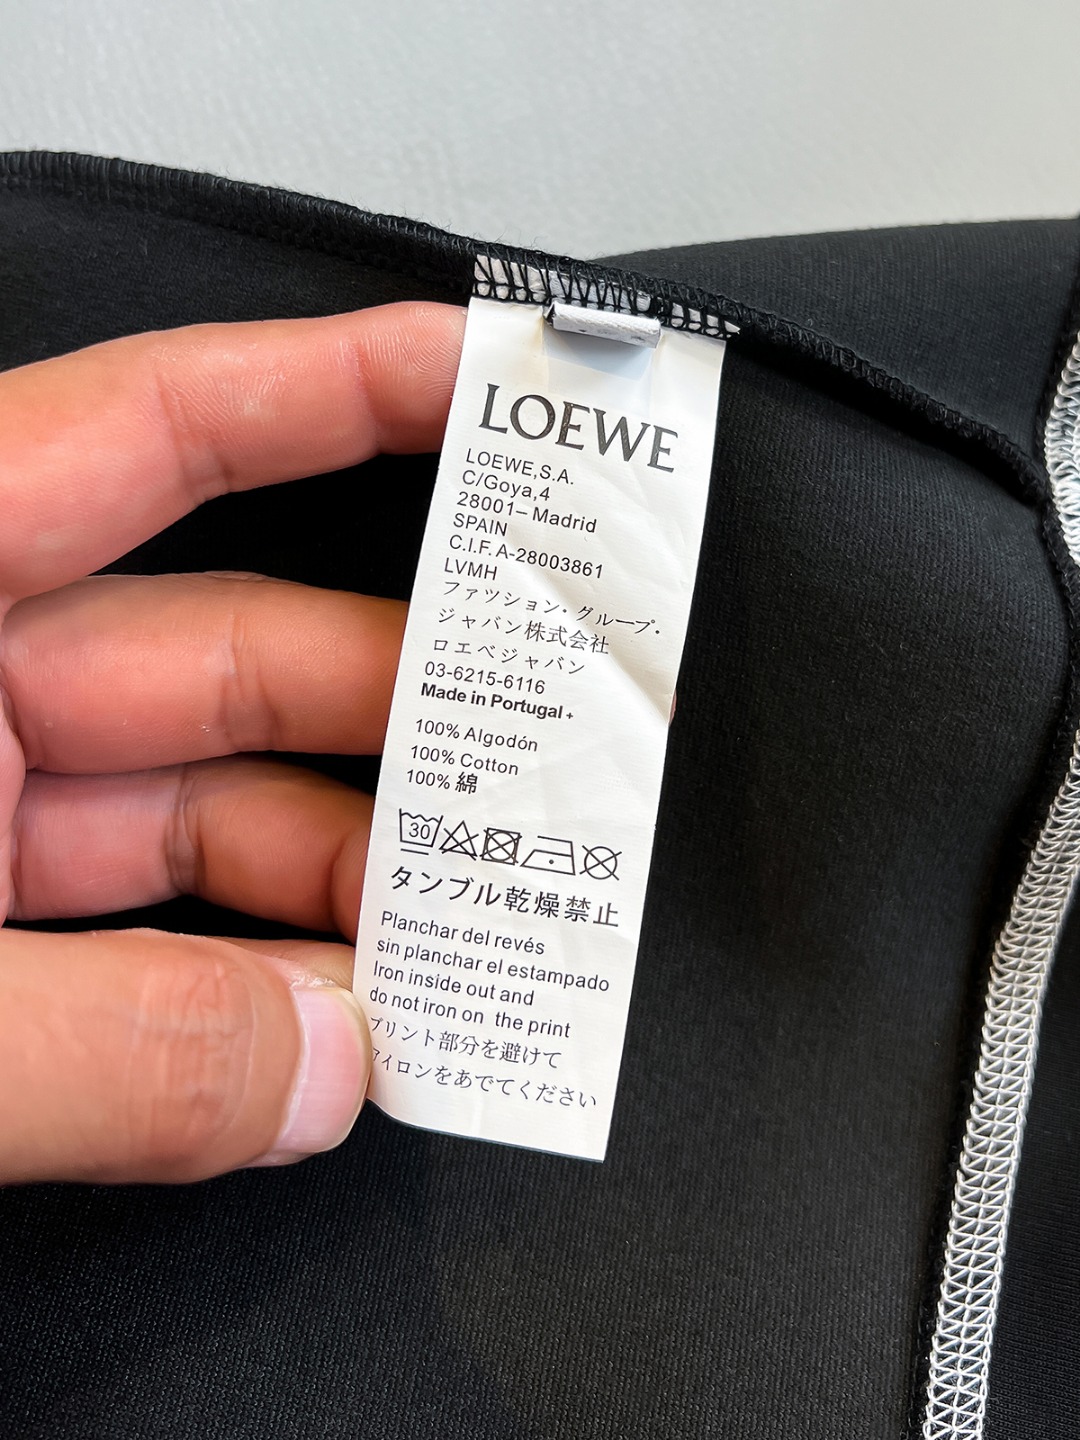 LOEWE
LOEWE,S.A.
C/Goya,4
28001– Madrid
SPAIN
C.I.F. A-28003861
LVMH
ファツション・グループ・
ジャバン株式会社
ロエベジャバン
03-6215-6116
Made in Portugal +
100% Algodón
100% Cotton
100% 綿
30
タンブル乾燥禁止
Planchar del revés
sin planchar el estampado
Iron inside out and
do not iron on the print
プリント部分を避けて
アイロンをあでてください